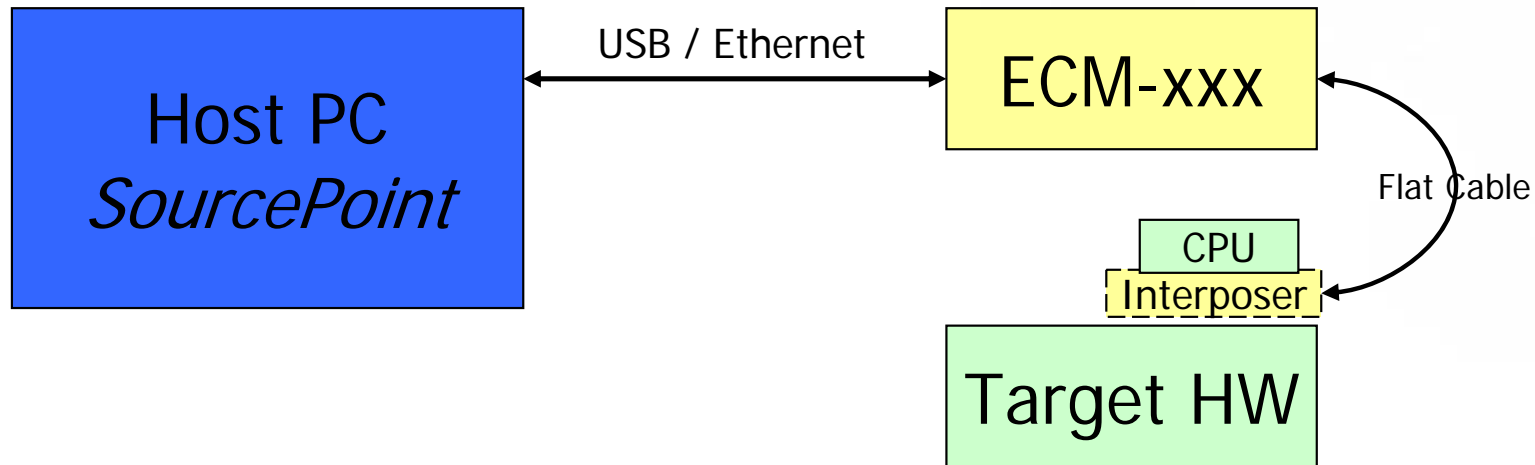 USB / Ethernet
Host PC
SourcePoint
ECM-xxx
Flat Cable
CPU
Interposer
Target HW